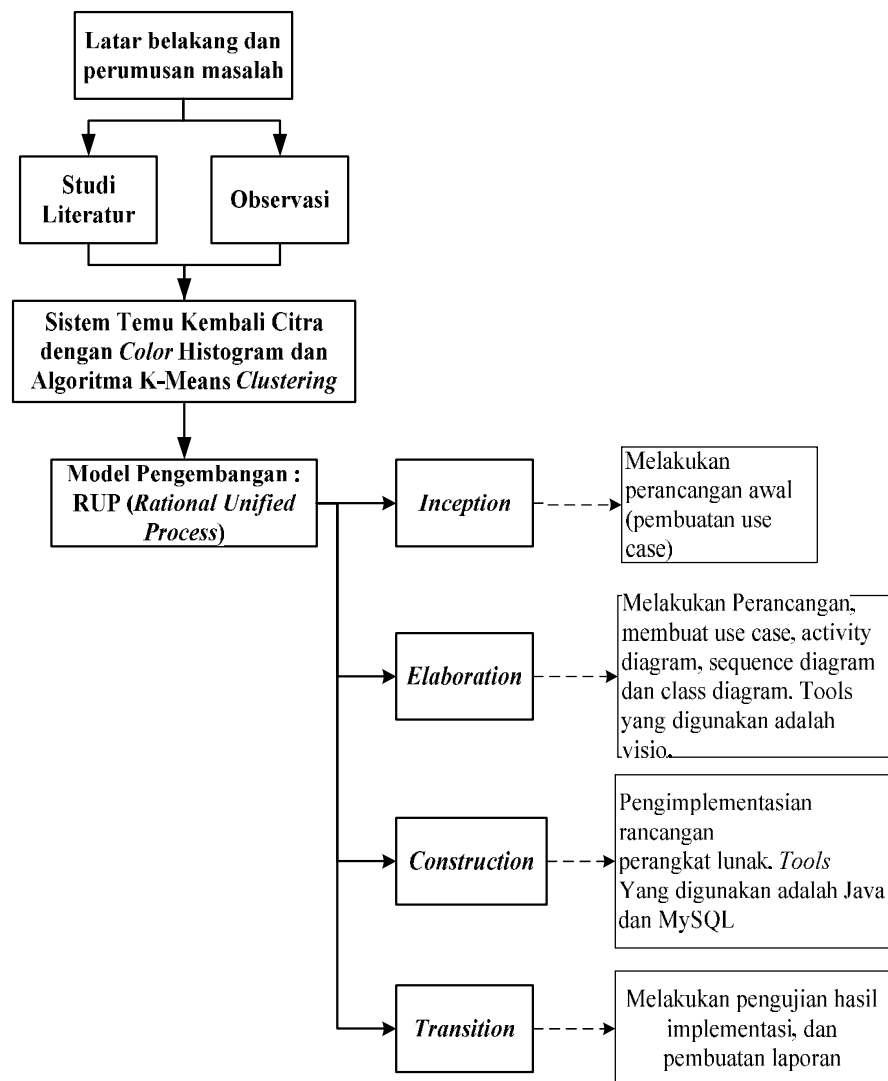 Latar belakang dan
perumusan masalah
Studi
Literatur
Observasi
Sistem Temu Kembali Citra
dengan Color Histogram dan
Algoritma K-Means Clustering
Model Pengembangan :
RUP (Rational Unified
Process)
Inception
Melakukan
perancangan awal
(pembuatan use
case)
Elaboration
Melakukan Perancangan,
membuat use case, activity
diagram, sequence diagram
dan class diagram. Tools
yang digunakan adalah
visio.
Construction
Pengimplementasian
rancangan
perangkat lunak. Tools
Yang digunakan adalah Java
dan MySQL
Transition
Melakukan pengujian hasil
implementasi, dan
pembuatan laporan